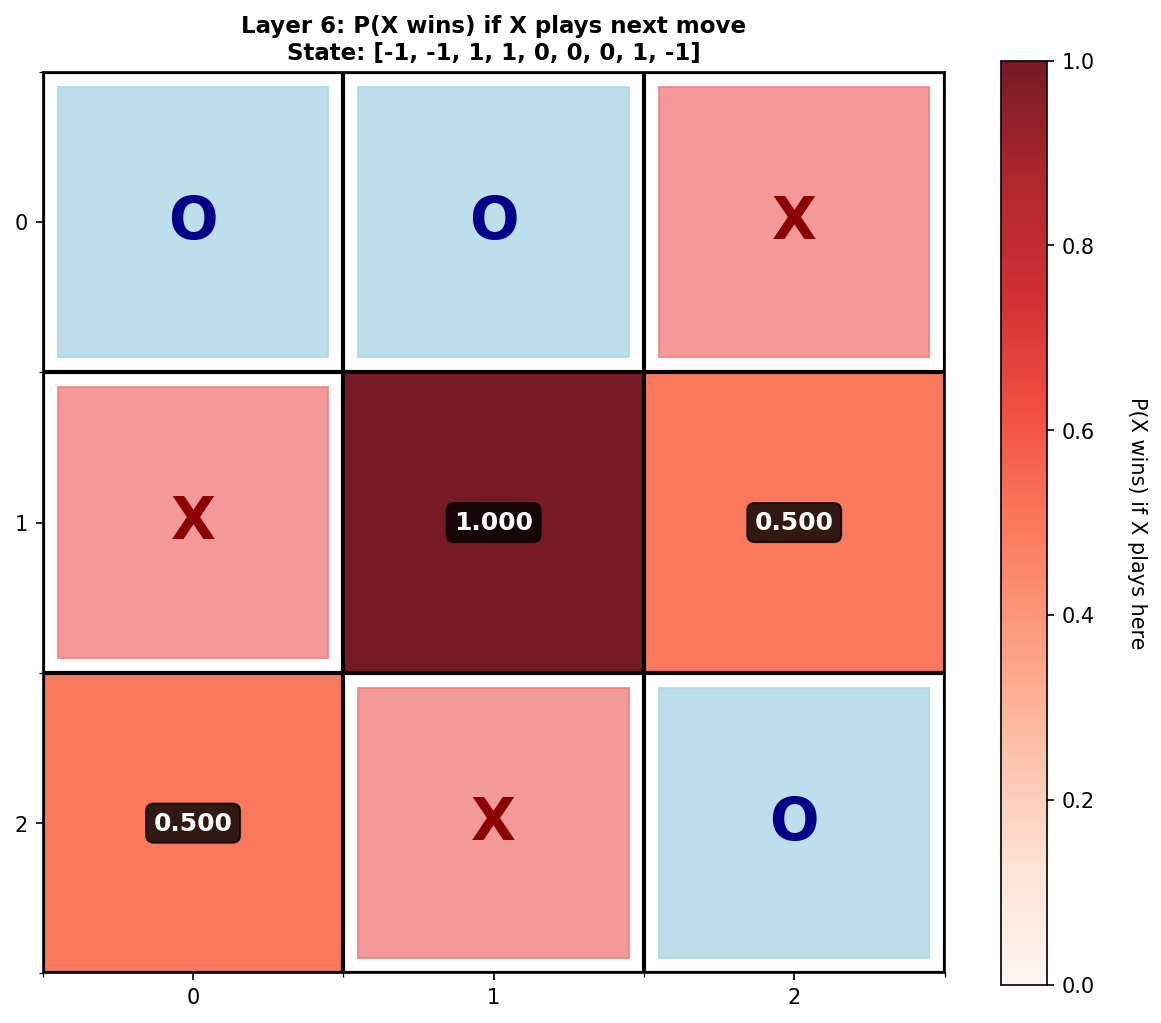 Layer 6: P(X wins) if X plays next move
State: [-1, -1, 1, 1, 0, 0, 0, 1, -1]
0 O O X
1 X 1.000 0.500
2 0.500 X O
0 1 2
1.0
0.8
0.6
0.4
0.2
0.0
P(X wins) if X plays here